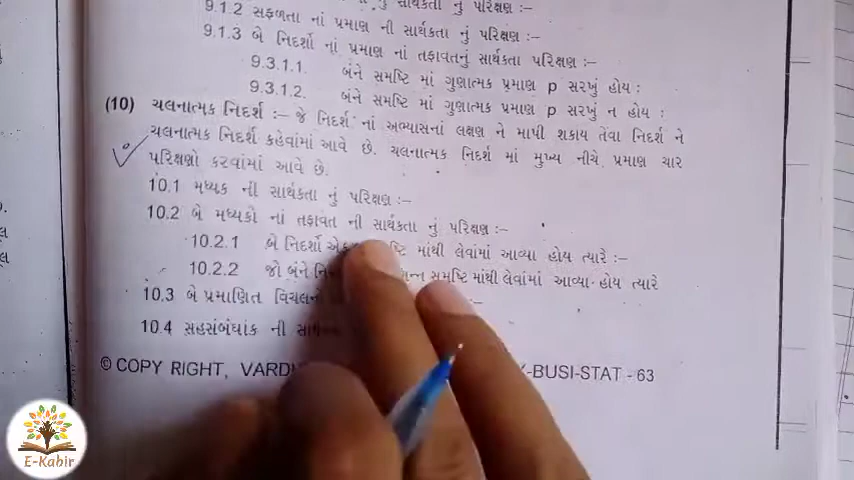 સાર્થકતા નું પરિક્ષણ :–
9.1.2 સફળતા નાં પ્રમાણ ની સાર્થકતા નું પરિક્ષણ :–
9.1.3 બે નિદર્શો નાં પ્રમાણ નાં તફાવતનું સાર્થકતા પરિક્ષણ :–
9.3.1.1. બંને સમષ્ટિ માં ગુણાત્મક પ્રમાણ p સરખું હોય :
9.3.1.2. બંને સમષ્ટિ માં ગુણાત્મક પ્રમાણ p સરખું ન હોય :
(10) ચલનાત્મક નિદર્શ :– જે નિદર્શ નાં અભ્યાસનાં લક્ષણ ને માપી શકાય તેવા નિદર્શ ને
ચલનાત્મક નિદર્શ કહેવાંમાં આવે છે. ચલનાત્મક નિદર્શ માં મુખ્ય નીચે પ્રમાણ ચાર
પરિક્ષણો કરવાંમાં આવે છે.
10.1 મધ્યક ની સાર્થકતા નું પરિક્ષણ :–
10.2 બે મધ્યકો નાં તફાવત ની સાર્થકતા નું પરિક્ષણ :–
10.2.1 બે નિદર્શો માંથી લેવાંમાં આવ્યા હોય ત્યારે :–
10.2.2 જો બંને સમષ્ટિ માંથી લેવાંમાં આવ્યા હોય ત્યારે
10.3 બે પ્રમાણિત
10.4 સહસંબંધાંક ની
© COPY RIGHT, -BUSI-STAT - 63
E-Kabir